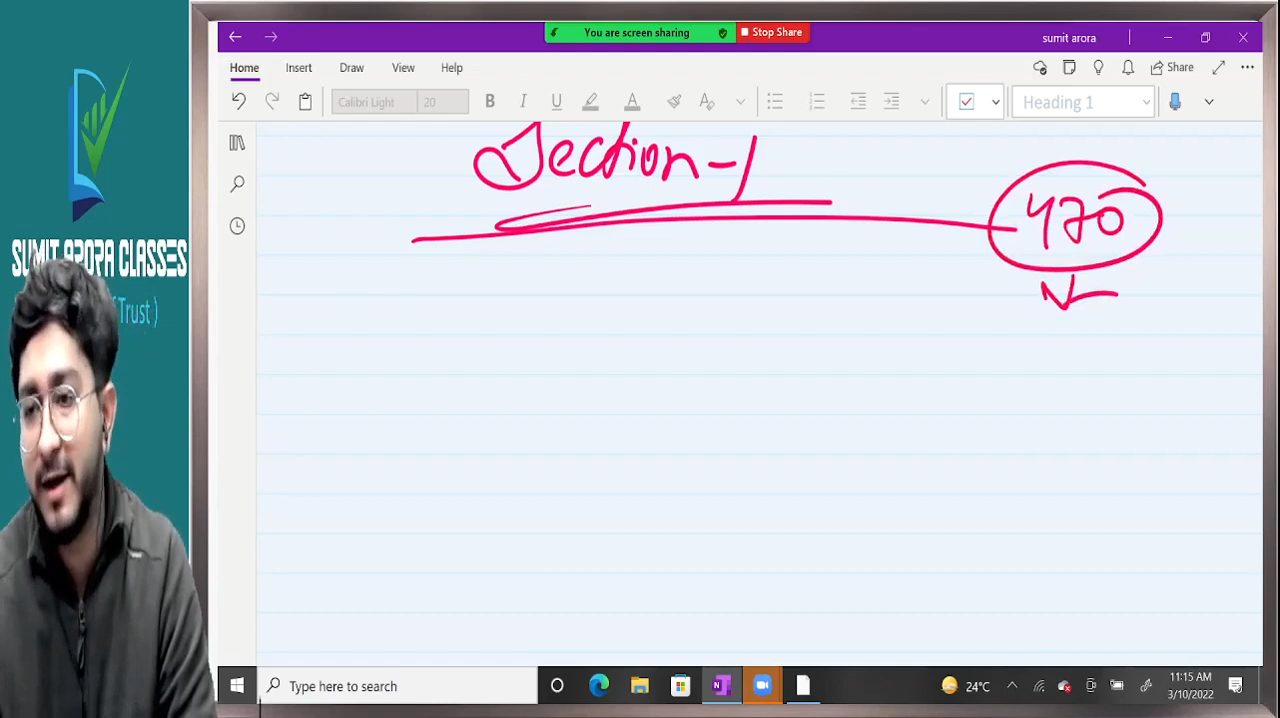 You are screen sharing
Stop Share
sumit arora
Home Insert Draw View Help
Share
Calibri Light 20
B I U A
Heading 1
Section-1
470
SUMIT ARORA CLASSES
Trust )
Type here to search
24°C
11:15 AM
3/10/2022